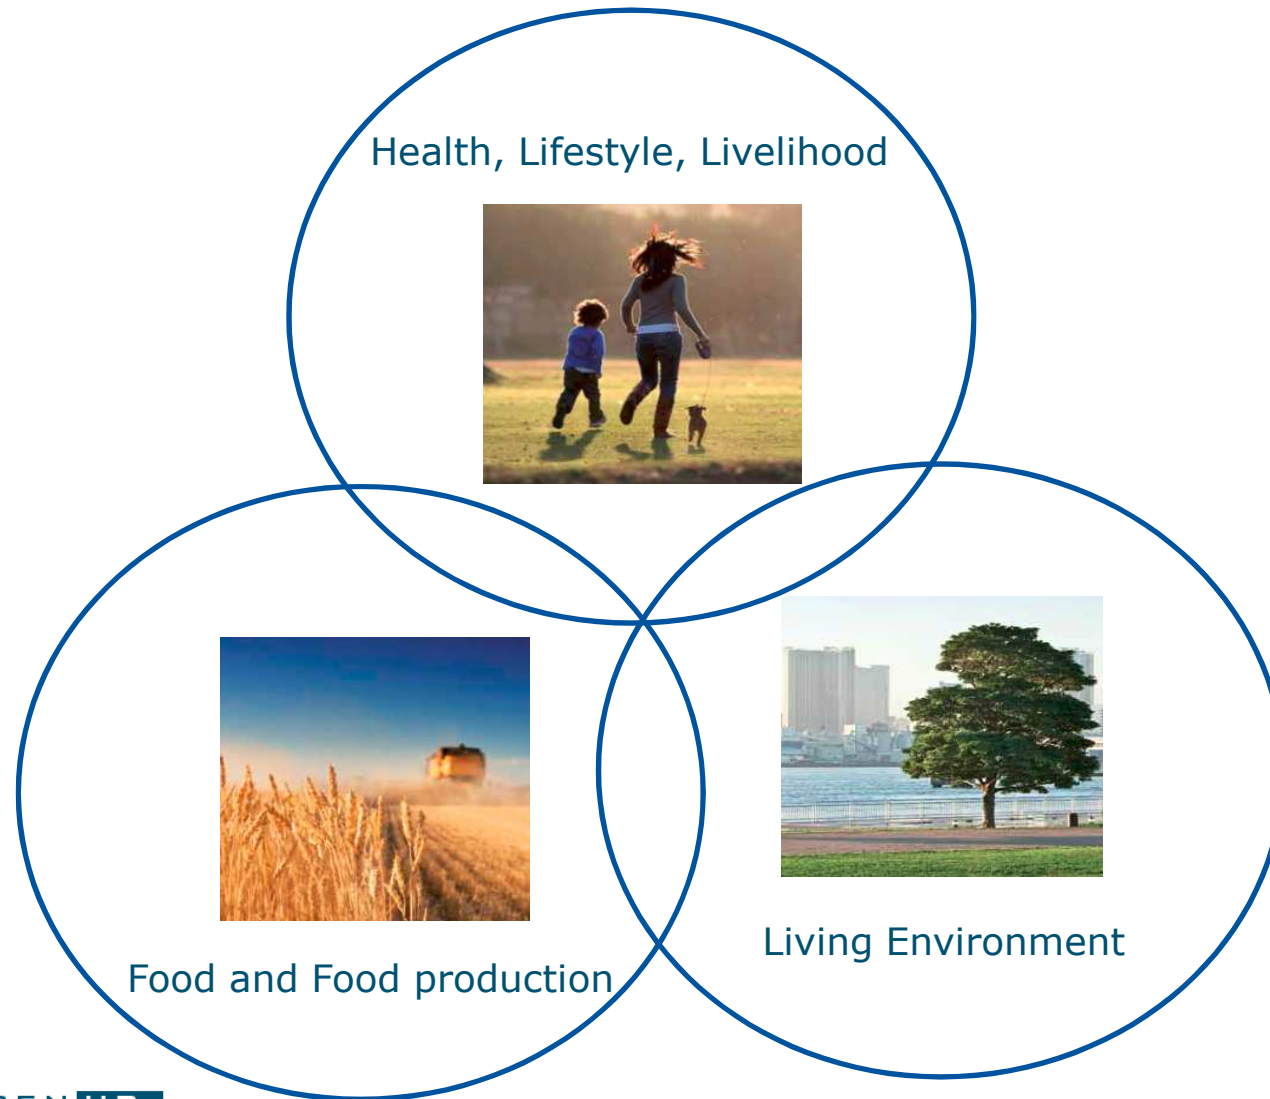 Health, Lifestyle, Livelihood
Living Environment
Food and Food production